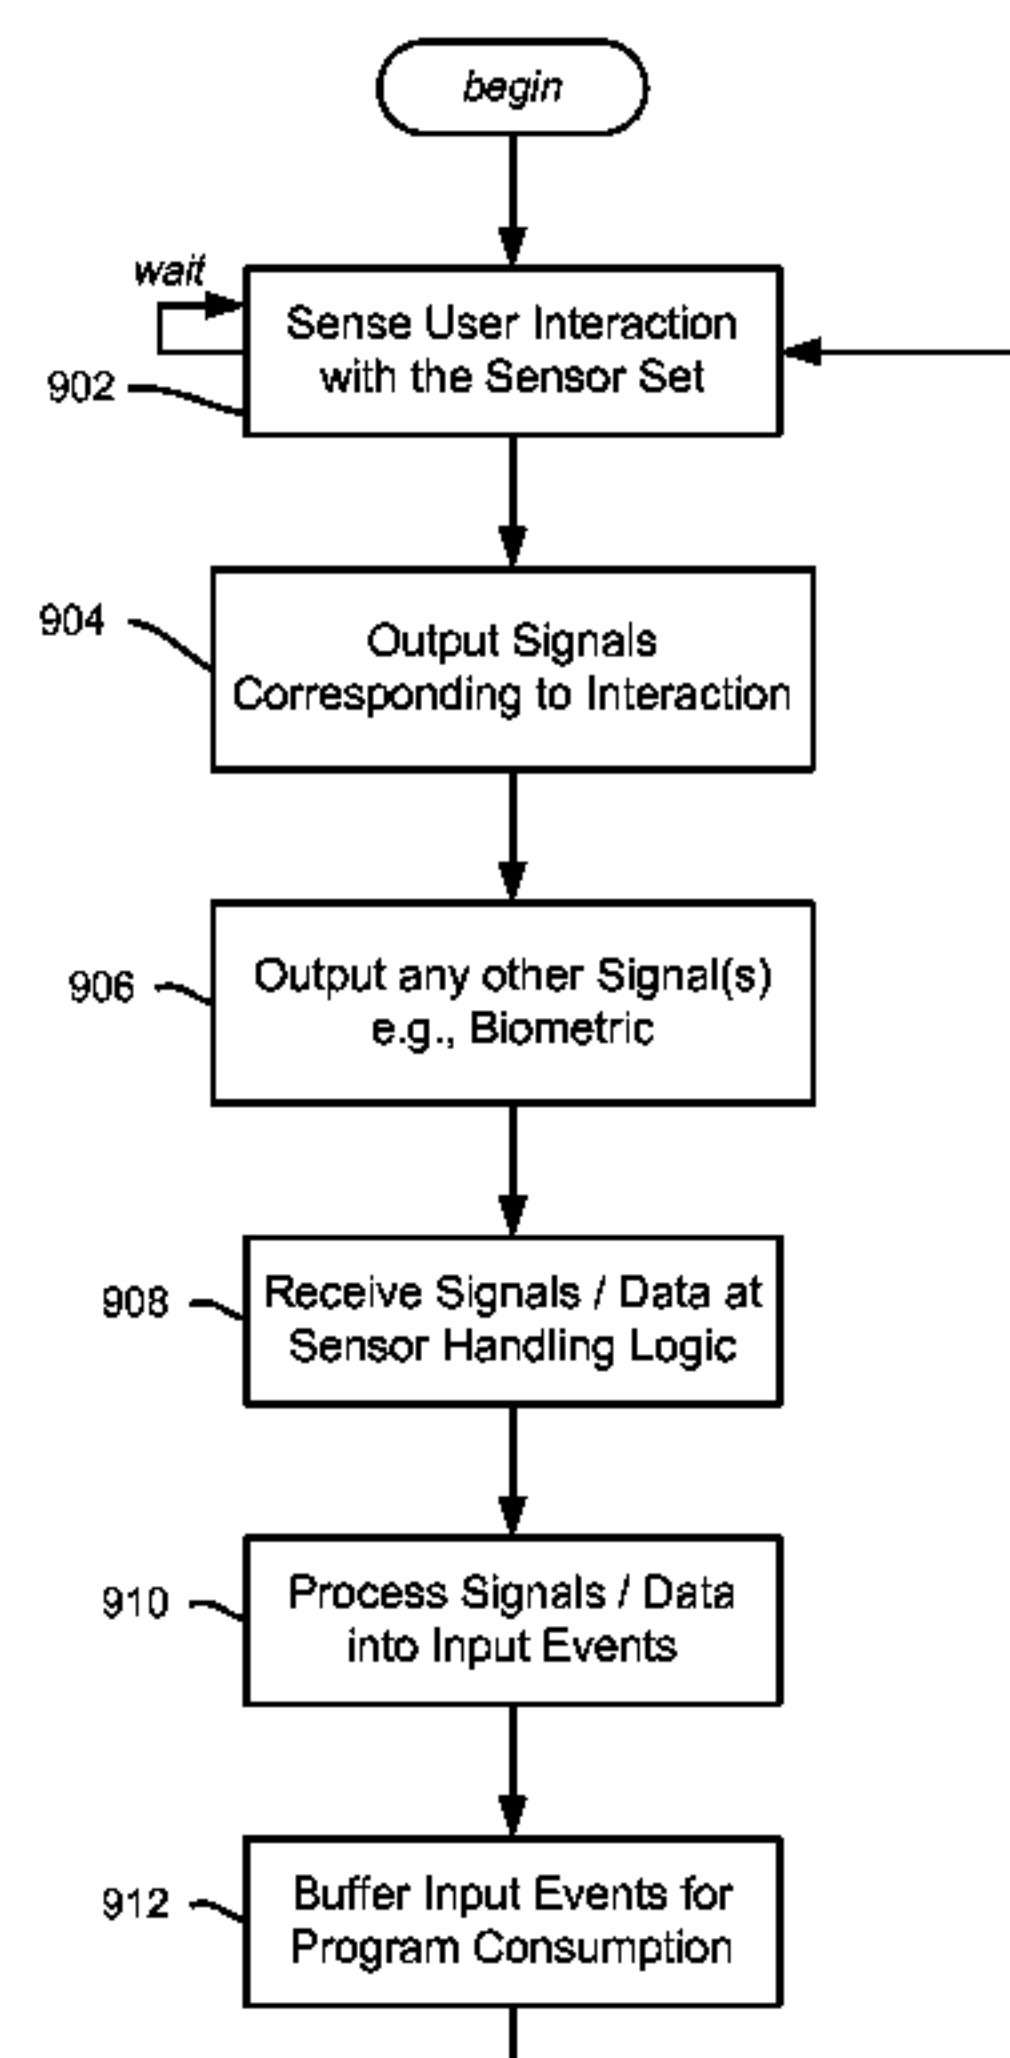 begin
wait
Sense User Interaction
with the Sensor Set
902
904
Output Signals
Corresponding to Interaction
906
Output any other Signal(s)
e.g., Biometric
908
Receive Signals / Data at
Sensor Handling Logic
910
Process Signals / Data
into Input Events
912
Buffer Input Events for
Program Consumption